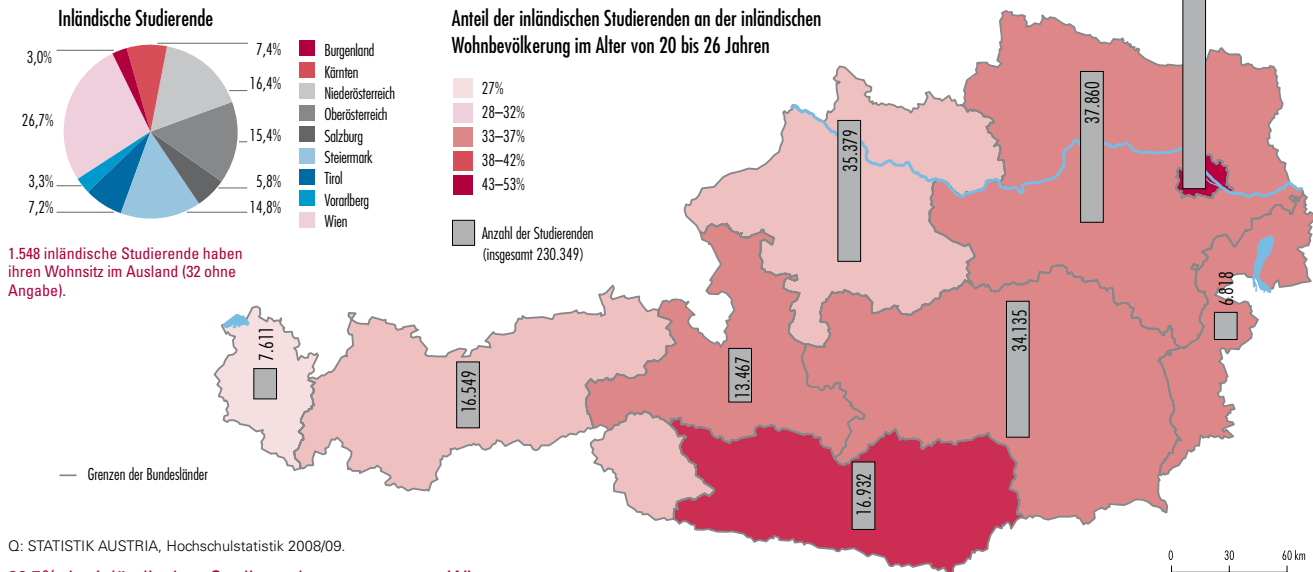 Inländische Studierende
3,0%
7,4%
16,4%
26,7%
15,4%
3,3%
5,8%
7,2%
14,8%
Burgenland
Kärnten
Niederösterreich
Oberösterreich
Salzburg
Steiermark
Tirol
Vorarlberg
Wien
1.548 inländische Studierende haben
ihren Wohnsitz im Ausland (32 ohne
Angabe).
Anteil der inländischen Studierenden an der inländischen
Wohnbevölkerung im Alter von 20 bis 26 Jahren
27%
28–32%
33–37%
38–42%
43–53%
Anzahl der Studierenden
(insgesamt 230.349)
35.379
37.860
6.818
34.135
7.611
13.467
16.549
16.932
Grenzen der Bundesländer
Q: STATISTIK AUSTRIA, Hochschulstatistik 2008/09.
0 30 60 km